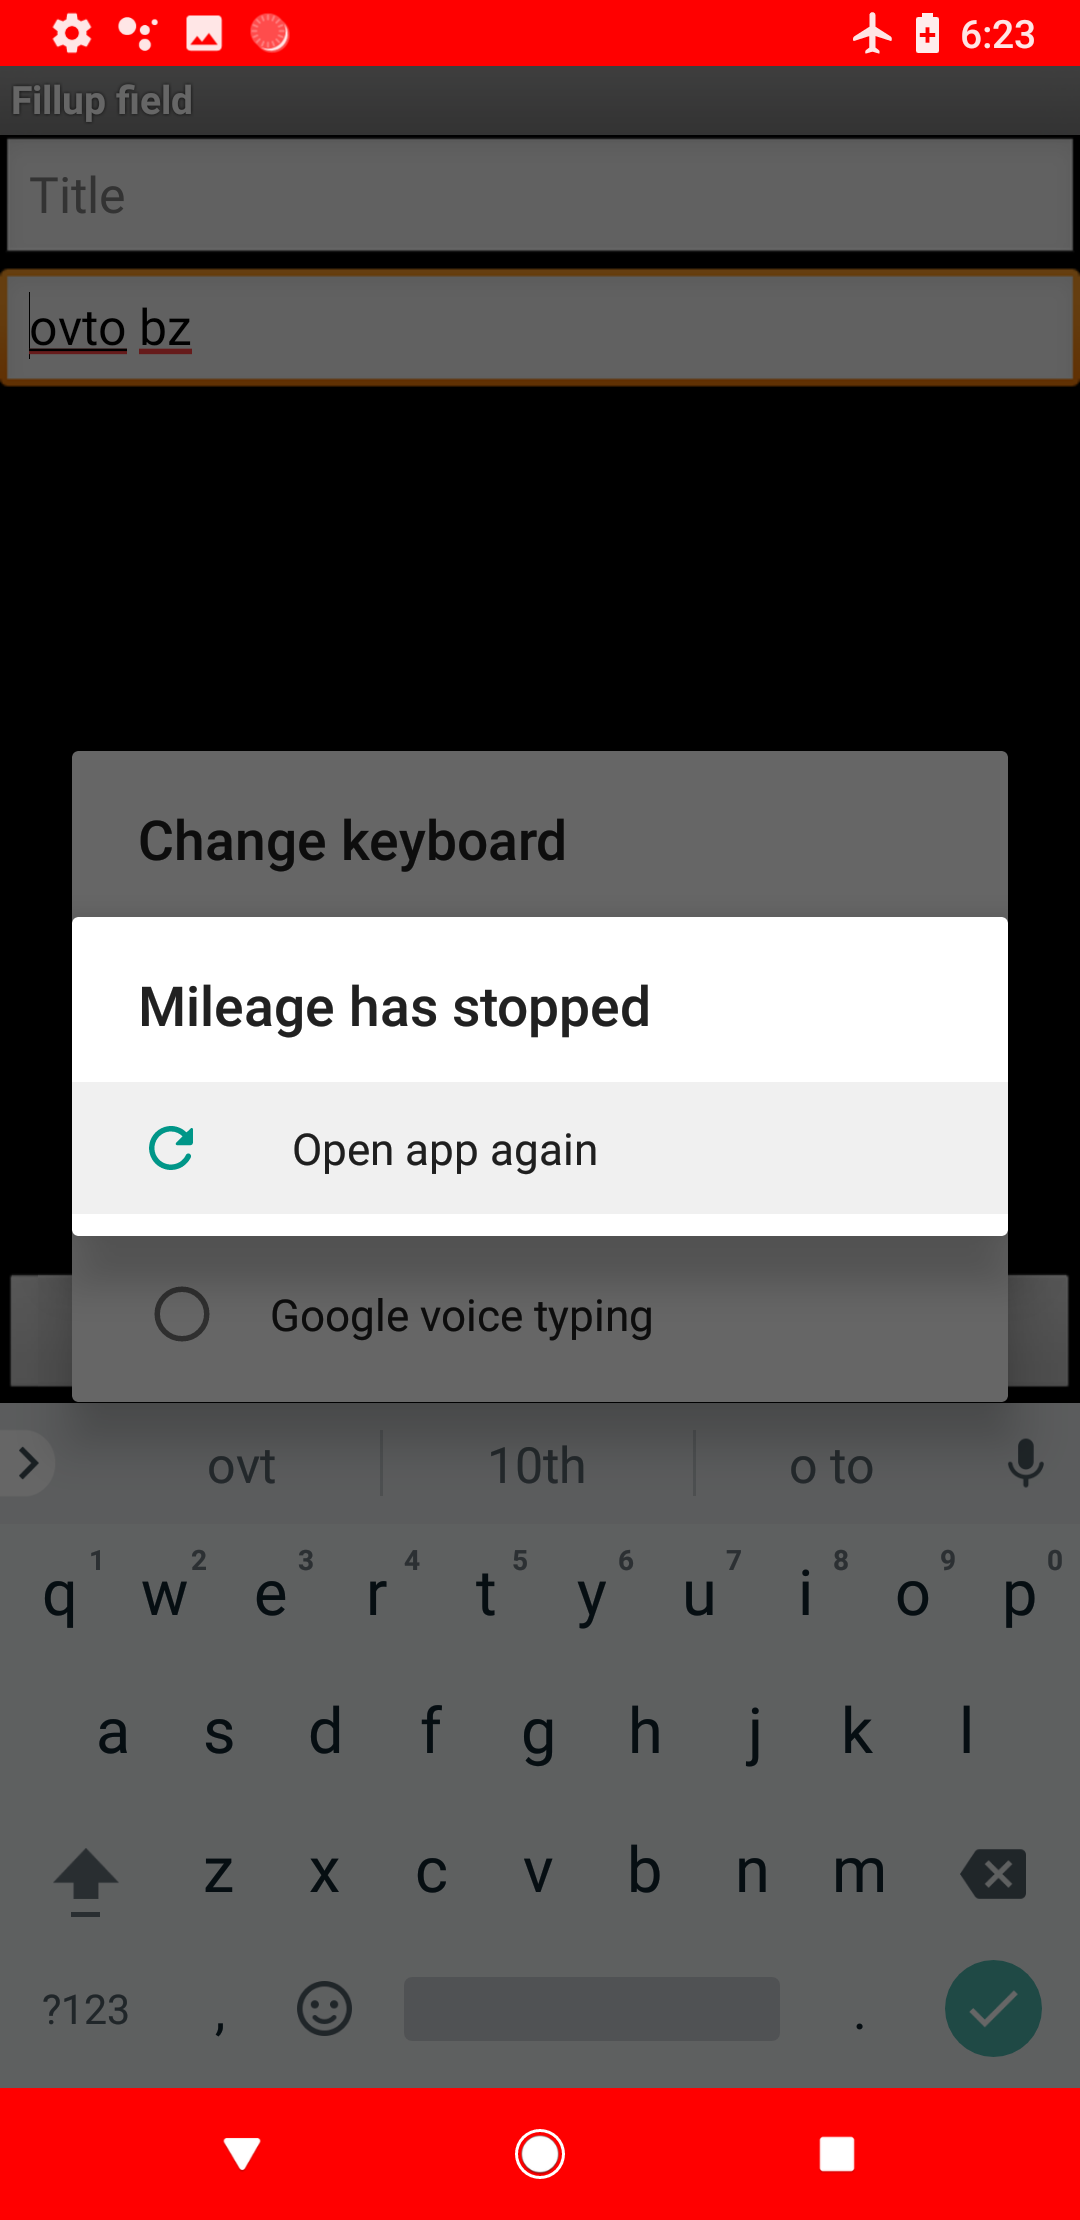 6:23
Fillup field
Title
ovto bz
Change keyboard
Mileage has stopped
Open app again
Google voice typing
ovt 10th o to
1 2 3 4 5 6 7 8 9 0
q w e r t y u i o p
a s d f g h j k l
z x c v b n m
?123 , .